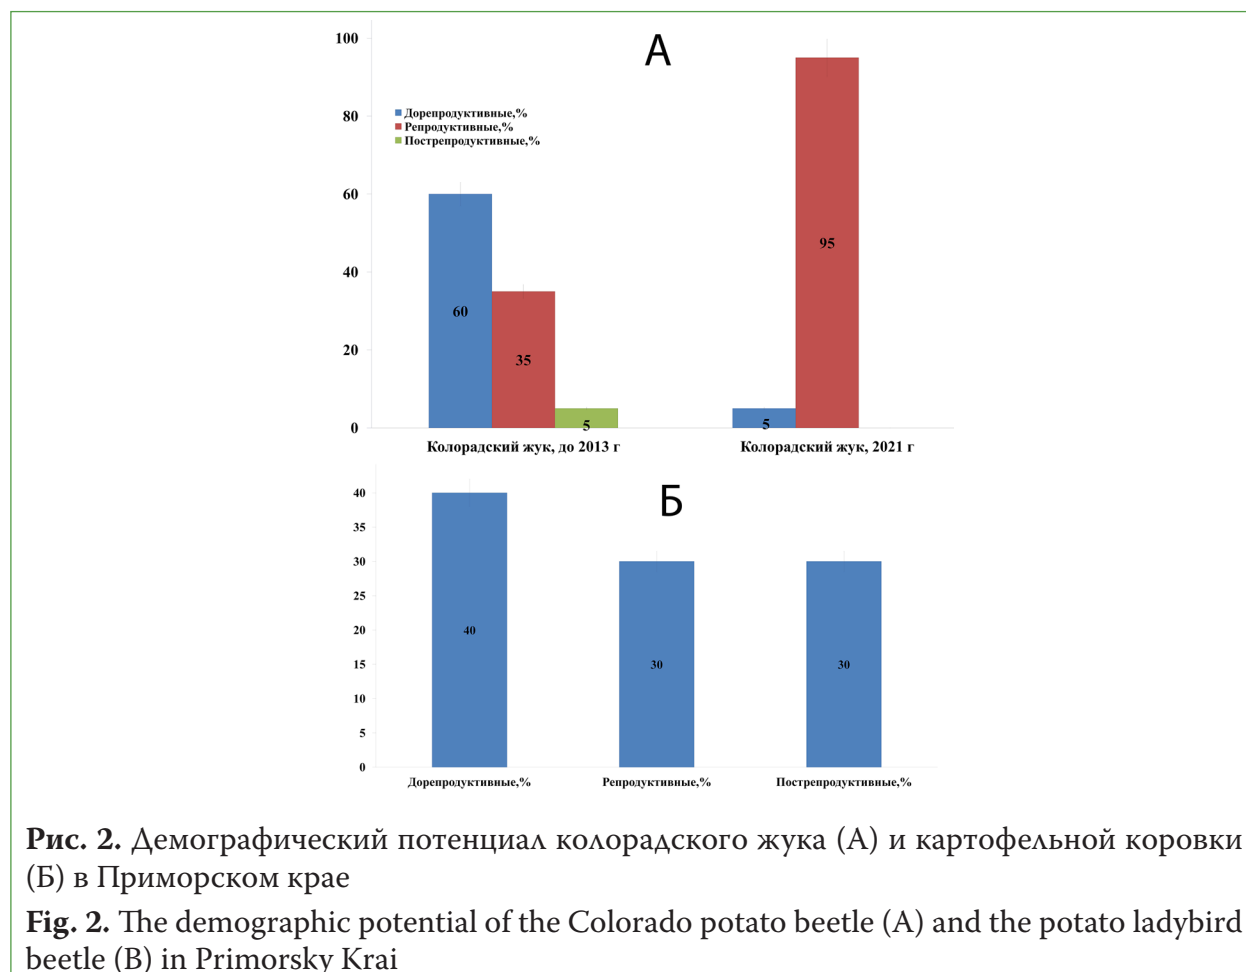 А
100
80
60
40
20
0
Дорепродуктивные,%
Репродуктивные,%
Пострепродуктивные,%
60
35
5
5
95
Колорадский жук, до 2013 г
Колорадский жук, 2021 г
Б
40
35
30
25
20
15
10
5
0
40
30
30
Дорепродуктивные,%
Репродуктивные,%
Пострепродуктивные,%
Рис. 2. Демографический потенциал колорадского жука (А) и картофельной коровки
(Б) в Приморском крае
Fig. 2. The demographic potential of the Colorado potato beetle (A) and the potato ladybird
beetle (B) in Primorsky Krai